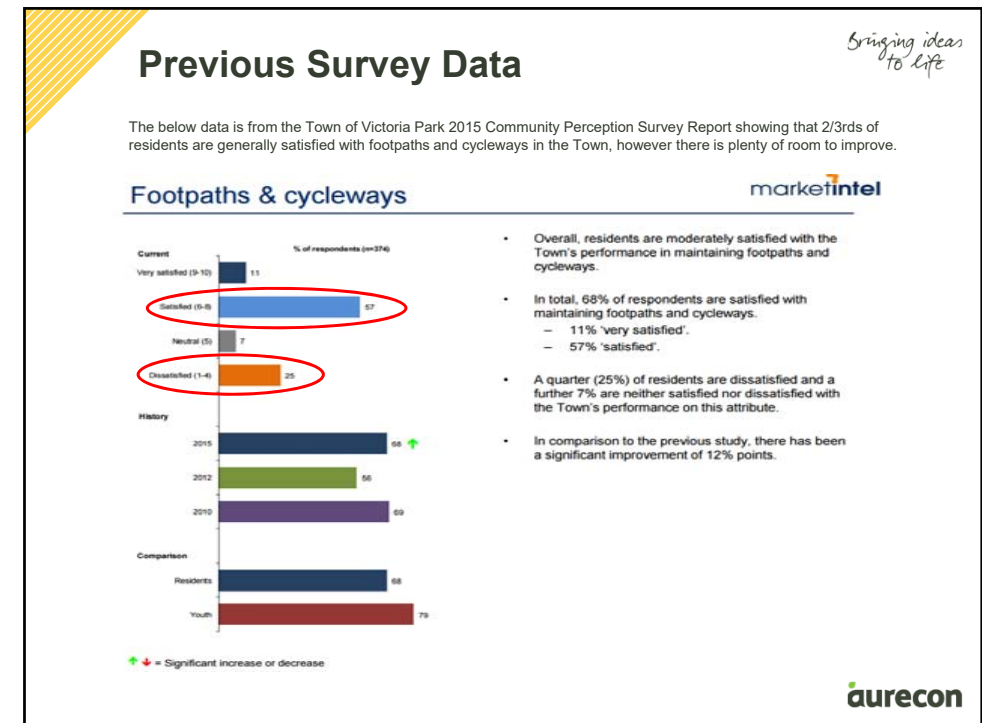 Previous Survey Data
Bringing ideas
to life
The below data is from the Town of Victoria Park 2015 Community Perception Survey Report showing that 2/3rds of
residents are generally satisfied with footpaths and cycleways in the Town, however there is plenty of room to improve.
Footpaths & cycleways
marketintel
Current
% of respondents (n=374)
Very satisfied (9-10) 11
Satisfied (6-8) 57
Neutral (5) 7
Dissatisfied (1-4) 25
History
2015 68
2012 56
2010 69
Comparison
Residents 68
Youth 79
↑ ↓ = Significant increase or decrease
• Overall, residents are moderately satisfied with the
Town's performance in maintaining footpaths and
cycleways.
• In total, 68% of respondents are satisfied with
maintaining footpaths and cycleways.
– 11% 'very satisfied'.
– 57% 'satisfied'.
• A quarter (25%) of residents are dissatisfied and a
further 7% are neither satisfied nor dissatisfied with
the Town's performance on this attribute.
• In comparison to the previous study, there has been
a significant improvement of 12% points.
aurecon